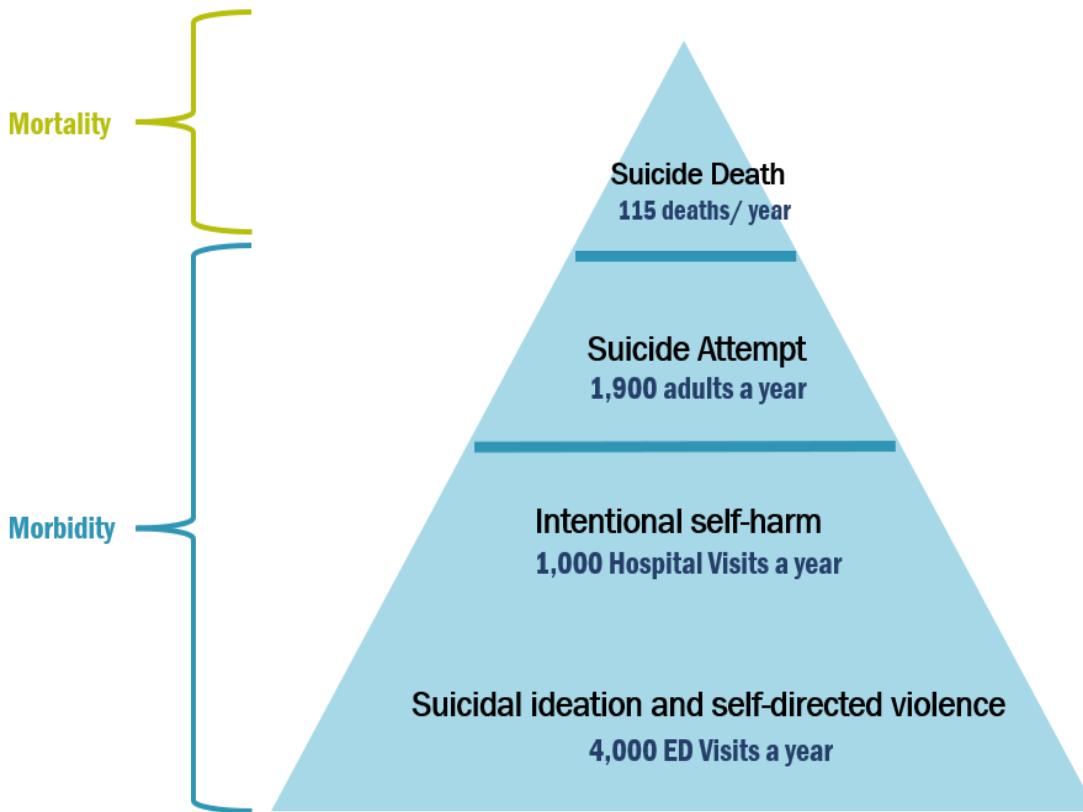 Mortality
Suicide Death
115 deaths/ year
Suicide Attempt
1,900 adults a year
Morbidity
Intentional self-harm
1,000 Hospital Visits a year
Suicidal ideation and self-directed violence
4,000 ED Visits a year